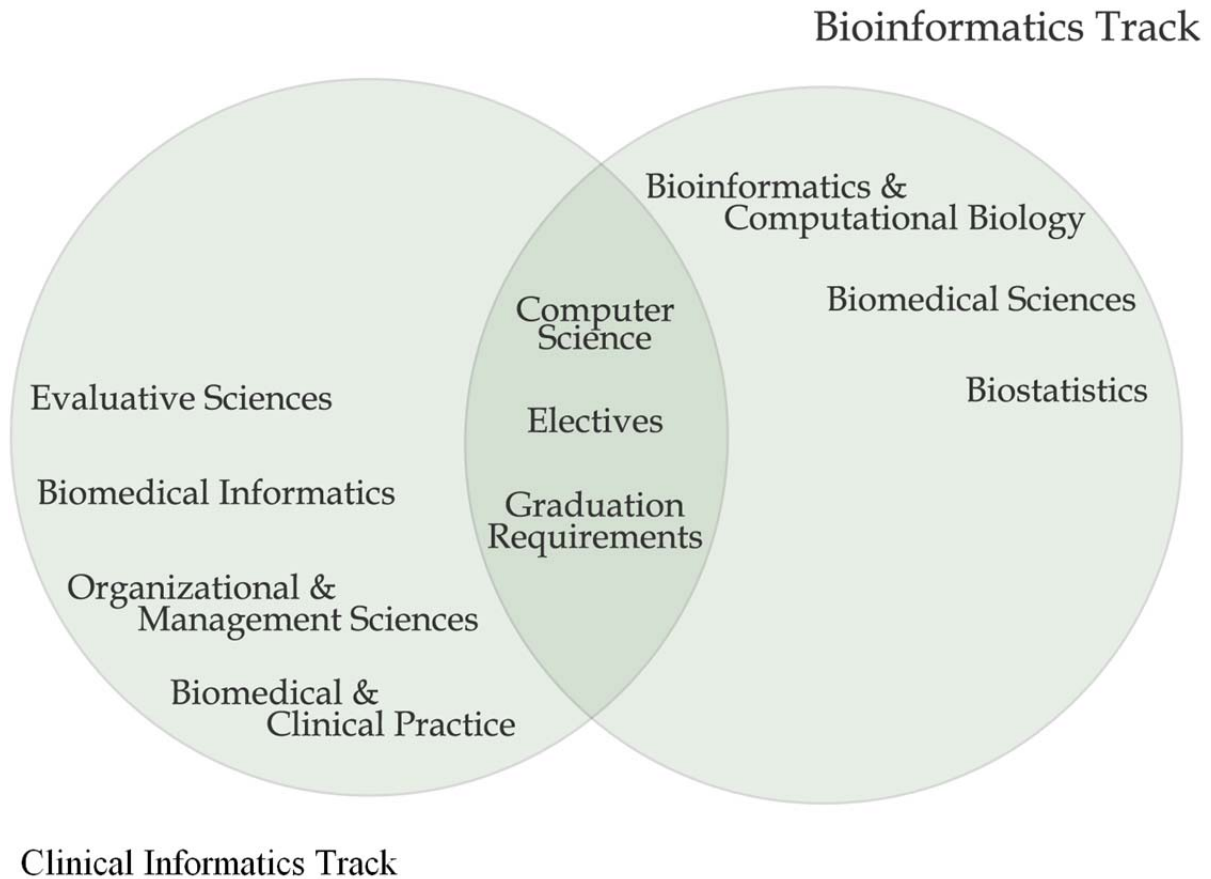 Bioinformatics Track
Bioinformatics &
Computational Biology
Biomedical Sciences
Biostatistics
Computer
Science
Electives
Graduation
Requirements
Evaluative Sciences
Biomedical Informatics
Organizational &
Management Sciences
Biomedical &
Clinical Practice
Clinical Informatics Track